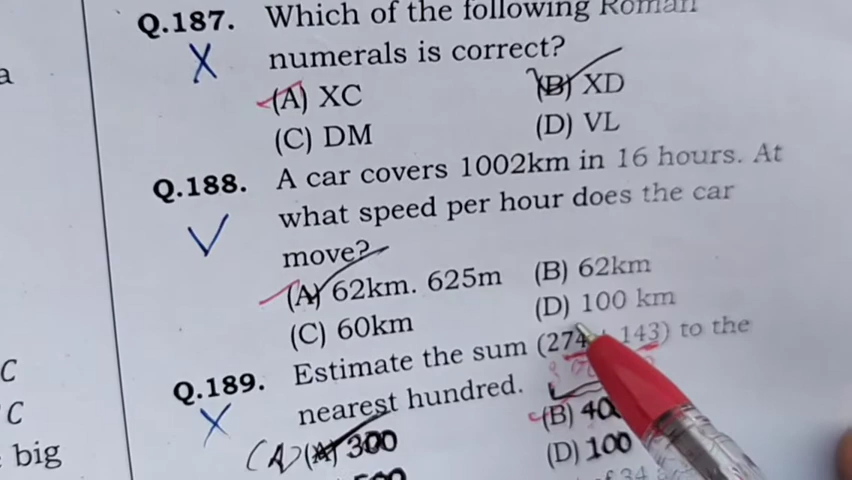 Q.187. Which of the following Roman
numerals is correct?
(A) XC (B) XD
(C) DM (D) VL
Q.188. A car covers 1002km in 16 hours. At
what speed per hour does the car
move?
(A) 62km. 625m (B) 62km
(C) 60km (D) 100 km
Q.189. Estimate the sum (274 + 143) to the
nearest hundred.
(A) (A) 300 (B) 400
(D) 100
a
C
C
big